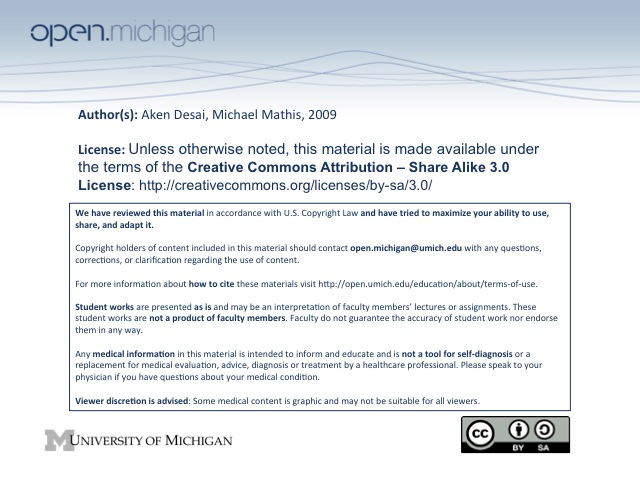 open.michigan
Author(s): Aken Desai, Michael Mathis, 2009
License: Unless otherwise noted, this material is made available under
the terms of the Creative Commons Attribution – Share Alike 3.0
License: http://creativecommons.org/licenses/by-sa/3.0/
We have reviewed this material in accordance with U.S. Copyright Law and have tried to maximize your ability to use,
share, and adapt it.
Copyright holders of content included in this material should contact open.michigan@umich.edu with any questions,
corrections, or clarification regarding the use of content.
For more information about how to cite these materials visit http://open.umich.edu/education/about/terms-of-use.
Student works are presented as is and may be an interpretation of faculty members' lectures or assignments. These
student works are not a product of faculty members. Faculty do not guarantee the accuracy of student work nor endorse
them in any way.
Any medical information in this material is intended to inform and educate and is not a tool for self-diagnosis or a
replacement for medical evaluation, advice, diagnosis or treatment by a healthcare professional. Please speak to your
physician if you have questions about your medical condition.
Viewer discretion is advised: Some medical content is graphic and may not be suitable for all viewers.
M UNIVERSITY OF MICHIGAN
cc BY SA